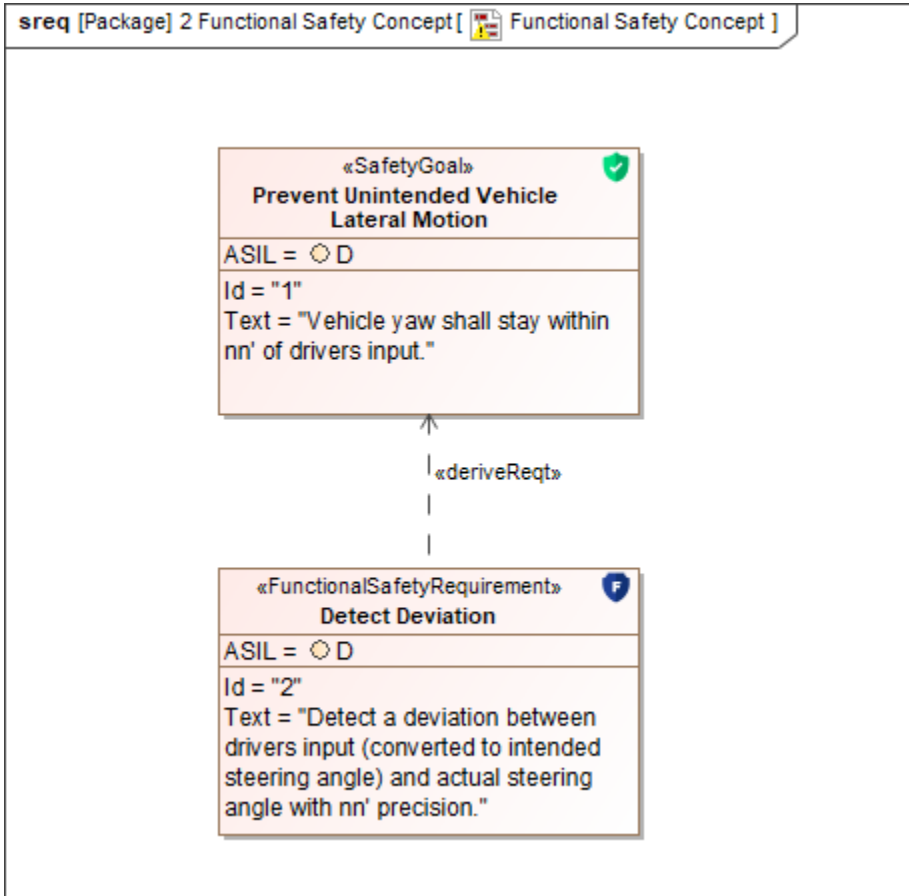 sreq [Package] 2 Functional Safety Concept [ Functional Safety Concept ]
«SafetyGoal»
Prevent Unintended Vehicle
Lateral Motion
ASIL = D
Id = "1"
Text = "Vehicle yaw shall stay within
nn' of drivers input."
«deriveReqt»
«FunctionalSafetyRequirement»
F
Detect Deviation
ASIL = D
Id = "2"
Text = "Detect a deviation between
drivers input (converted to intended
steering angle) and actual steering
angle with nn' precision."